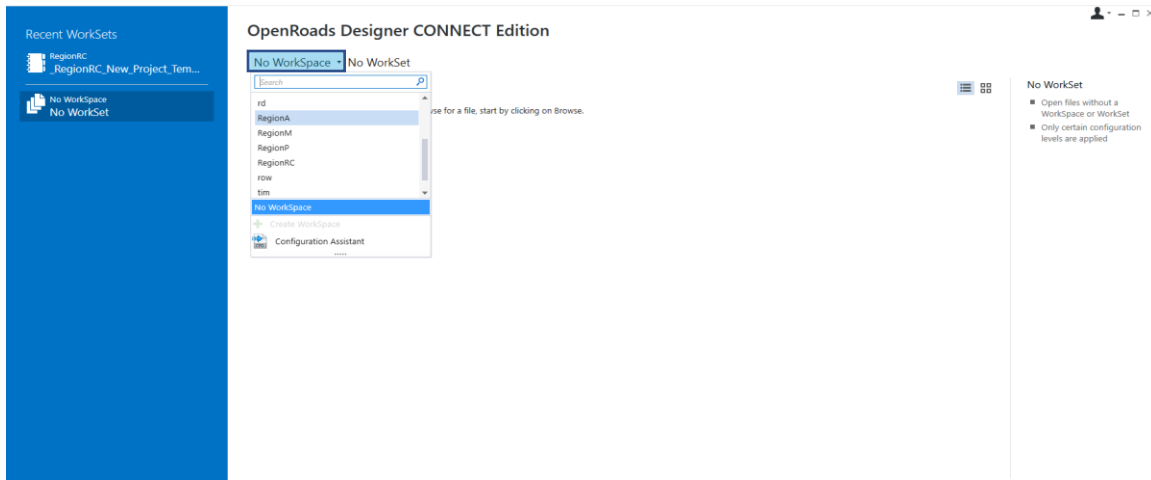 Recent WorkSets
RegionRC
_RegionRC_New_Project_Tem...
No WorkSpace
No WorkSet
OpenRoads Designer CONNECT Edition
No WorkSpace No WorkSet
Search
rd
RegionA
RegionM
RegionP
RegionRC
row
tim
No WorkSpace
Create WorkSpace
Configuration Assistant
wse for a file, start by clicking on Browse.
No WorkSet
Open files without a
WorkSpace or WorkSet
Only certain configuration
levels are applied